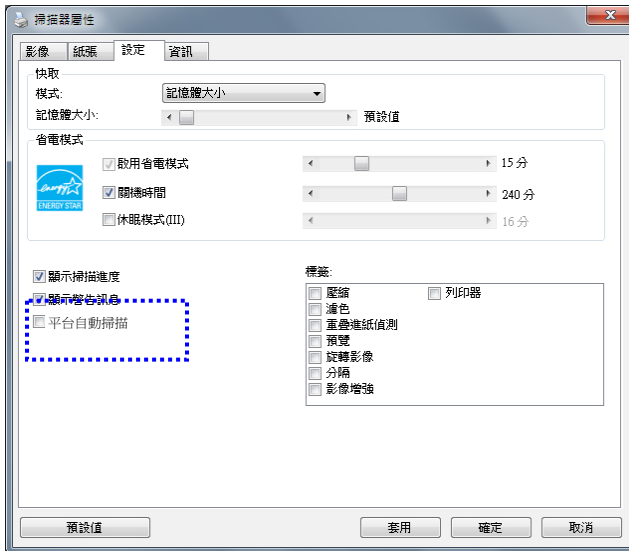 掃描器屬性
影像 紙張 設定 資訊
快取
模式: 記憶體大小
記憶體大小: 預設值
省電模式
energy
ENERGY STAR
啟用省電模式 15 分
關機時間 240 分
休眠模式(III) 16 分
顯示掃描進度
顯示警告訊息
平台自動掃描
標籤:
壓縮 列印器
濾色
重疊進紙偵測
預覽
旋轉影像
分隔
影像增強
預設值 套用 確定 取消